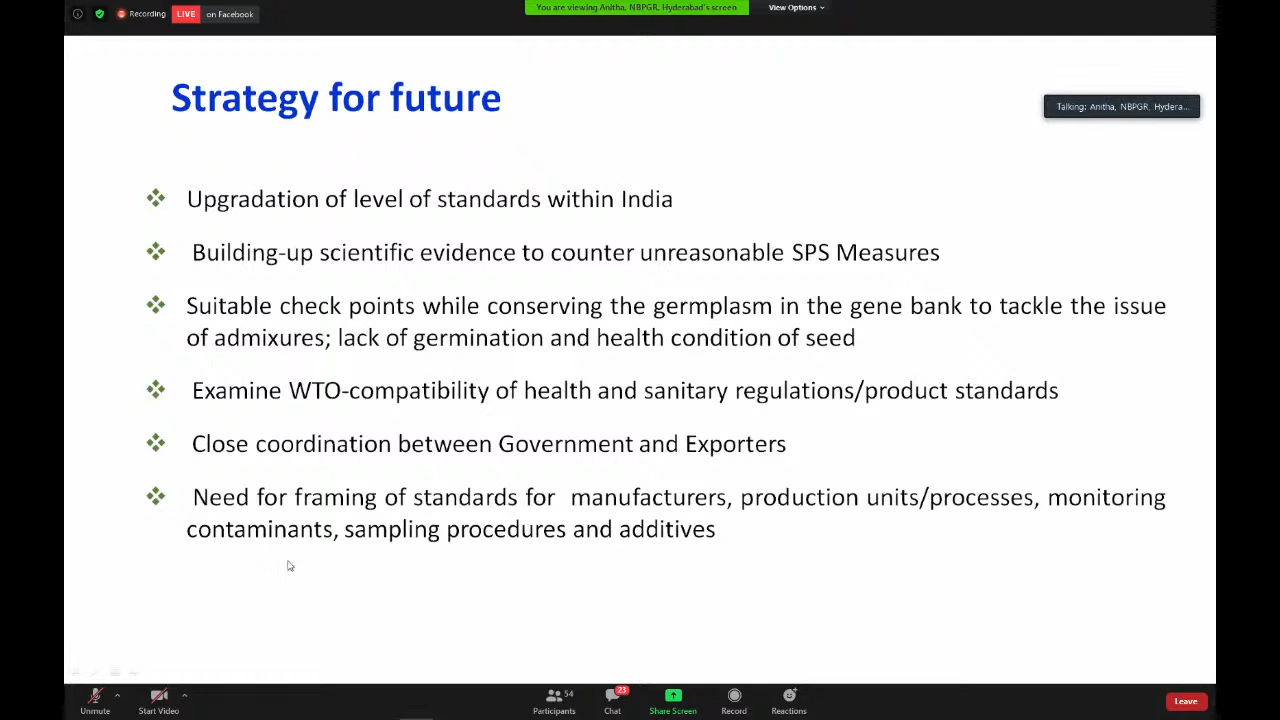 Recording
LIVE
on Facebook
You are viewing Anitha, NBPGR, Hyderabad's screen
View Options
Strategy for future
Talking: Anitha, NBPGR, Hydera...
Upgradation of level of standards within India
Building-up scientific evidence to counter unreasonable SPS Measures
Suitable check points while conserving the germplasm in the gene bank to tackle the issue
of admixures; lack of germination and health condition of seed
Examine WTO-compatibility of health and sanitary regulations/product standards
Close coordination between Government and Exporters
Need for framing of standards for manufacturers, production units/processes, monitoring
contaminants, sampling procedures and additives
Unmute
Start Video
54
Participants
23
Chat
Share Screen
Record
Reactions
Leave